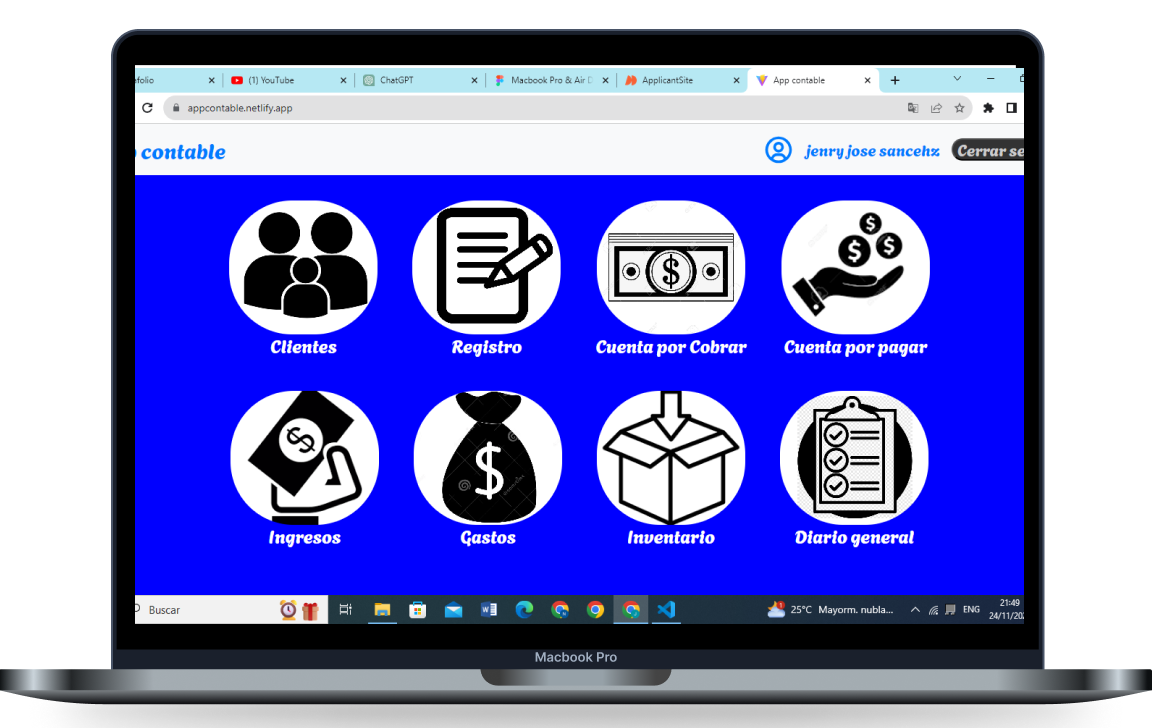 ofolio
(1) YouTube
ChatGPT
Macbook Pro & Air D
ApplicantSite
App contable
appcontable.netlify.app
contable
jenry jose sancehz
Cerrar se
Clientes
Registro
Cuenta por Cobrar
Cuenta por pagar
Ingresos
Gastos
Inventario
Diario general
Buscar
25°C Mayorm. nubla...
ENG
21:49
24/11/20
Macbook Pro